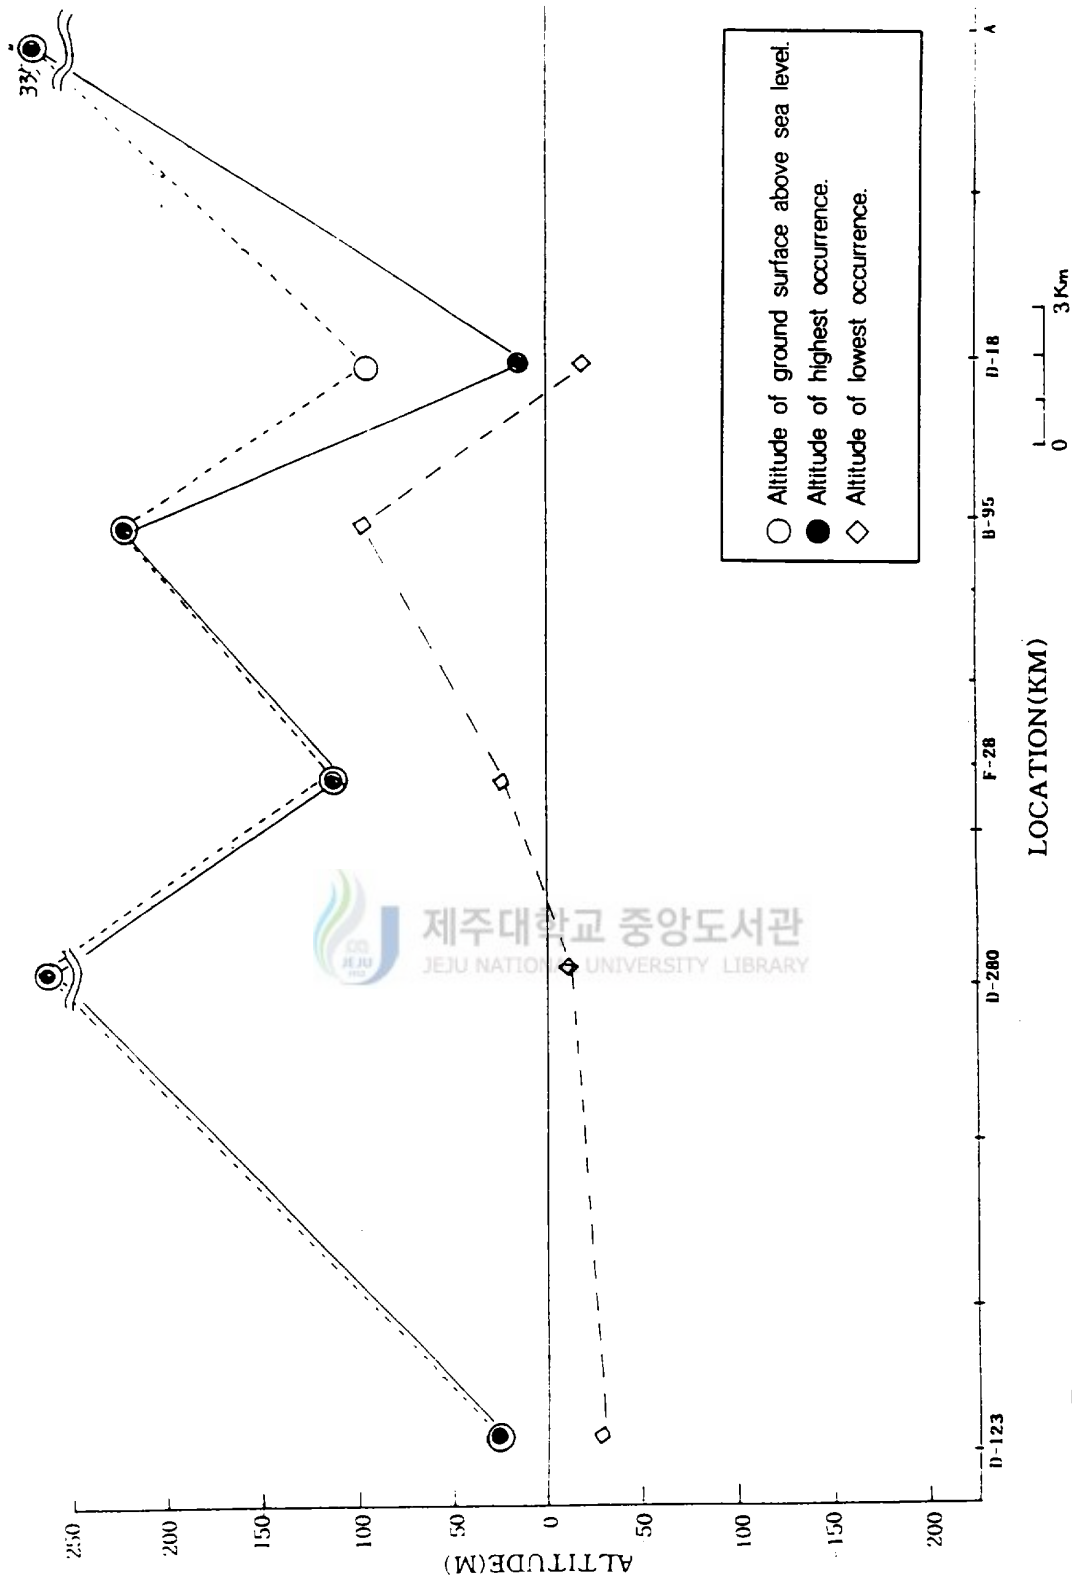 250
200
150
100
50
0
50
100
150
200
ALTITUDE(M)
D-123
D-280
F-28
B-95
D-18
A
LOCATION(KM)
0
3 Km
Altitude of ground surface above sea level.
Altitude of highest occurrence.
Altitude of lowest occurrence.
제주대학교 중앙도서관
JEJU NATIONAL UNIVERSITY LIBRARY
JEJU
1952